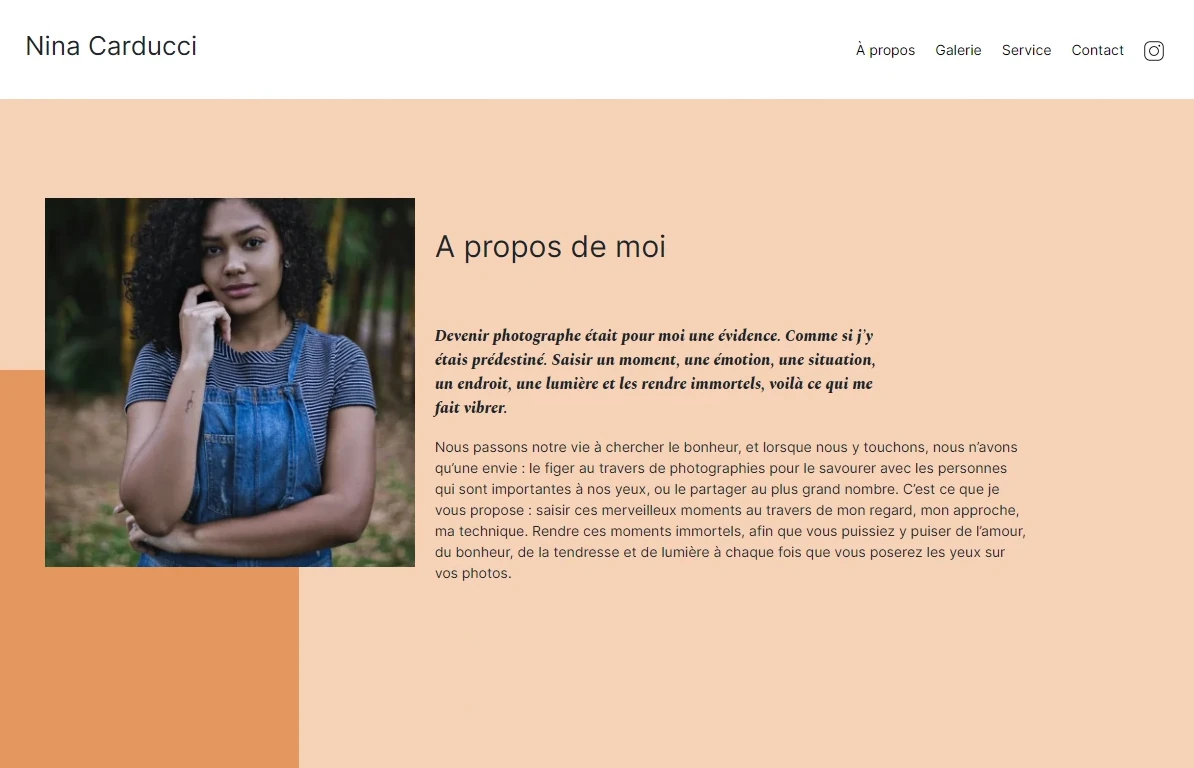 Nina Carducci
À propos Galerie Service Contact
A propos de moi
Devenir photographe était pour moi une évidence. Comme si j'y
étais prédestiné. Saisir un moment, une émotion, une situation,
un endroit, une lumière et les rendre immortels, voilà ce qui me
fait vibrer.
Nous passons notre vie à chercher le bonheur, et lorsque nous y touchons, nous n’avons
qu’une envie : le figer au travers de photographies pour le savourer avec les personnes
qui sont importantes à nos yeux, ou le partager au plus grand nombre. C’est ce que je
vous propose : saisir ces merveilleux moments au travers de mon regard, mon approche,
ma technique. Rendre ces moments immortels, afin que vous puissiez y puiser de l’amour,
du bonheur, de la tendresse et de lumière à chaque fois que vous poserez les yeux sur
vos photos.